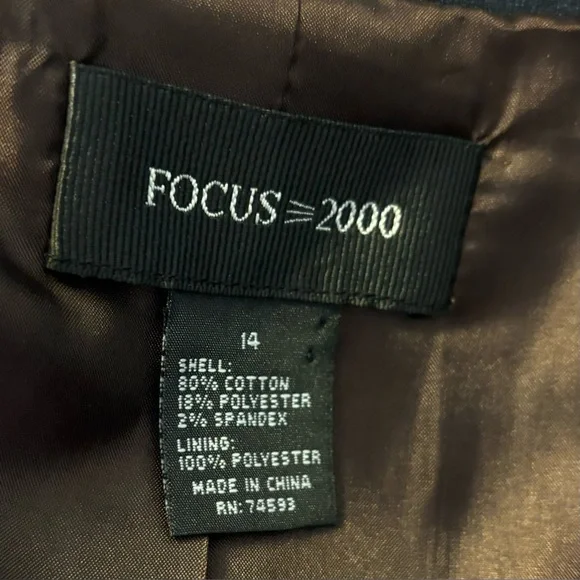 FOCUS 2000
14
SHELL:
80% COTTON
18% POLYESTER
2% SPANDEX
LINING:
100% POLYESTER
MADE IN CHINA
RN:74593